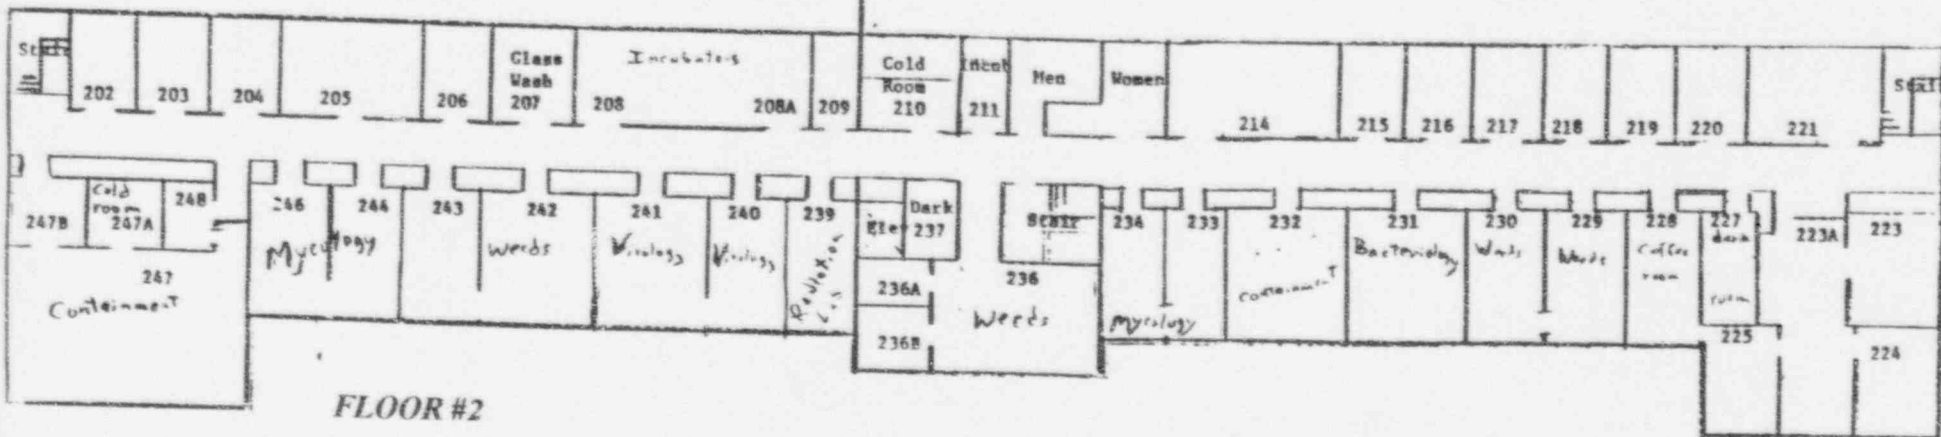 Stair
202
203
204
205
206
Glass
Wash
207
Incubators
208
208A
209
Cold
Room
210
Incub
211
Men
Women
214
215
216
217
218
219
220
221
Stair
247B
Cold
room
247A
248
247
Containment
246
244
Mycology
243
242
Weeds
241
Virology
240
Virology
239
Elev
Dark
237
236A
236B
Stair
236
Weeds
234
233
Mycology
232
Containment
231
Bacteriology
230
Weeds
229
Weeds
228
Coffee
room
227
dark
room
225
223A
223
224
FLOOR #2